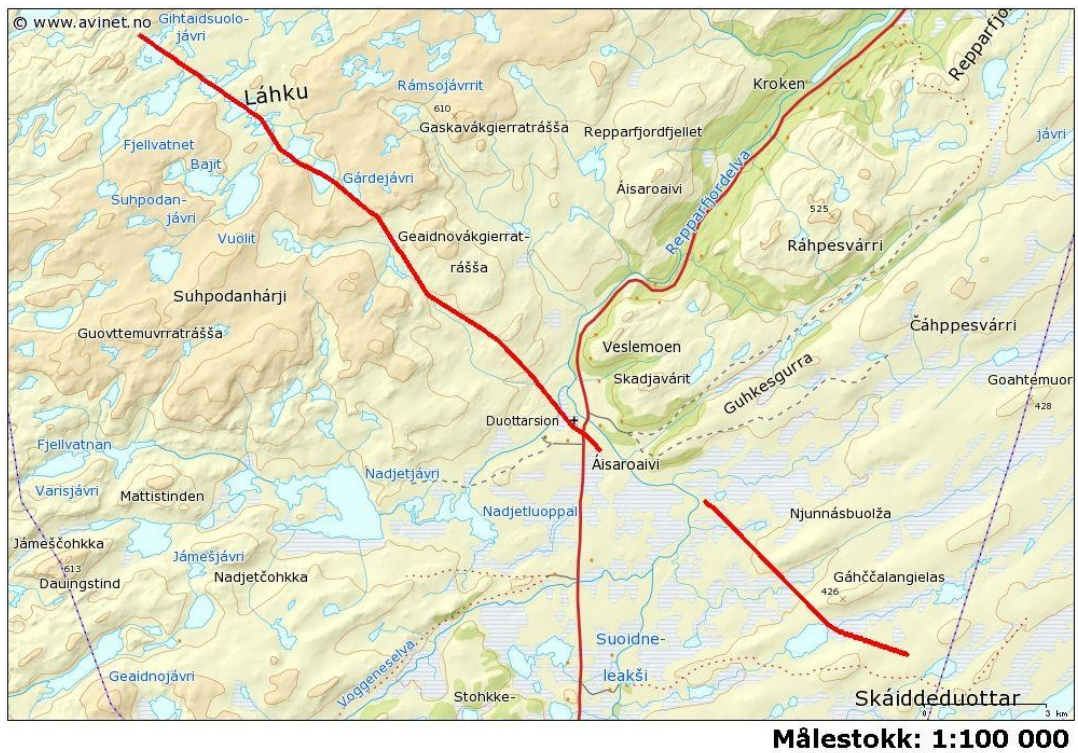 © www.avinet.no
Gihtaidsuolo-
jávri
Láhku
Rámsojávrrit
610
Gaskavákgierratrášša
Repparfjordfjellet
Kroken
Repparfjo
jávri
Fjellvatnet
Bajit
Gárdejávri
Suhpodan-
jávri
Áisaroaivi
Repparfjordelva
525
Ráhpesvárri
Vuolit
Geaidnovákgierrat-
rášša
Suhpodanhárji
Guovttemuvrratrášša
Čáhppesvárri
Veslemoen
Skadjavárit
Guhkesgurra
Goahtemuor
428
Duottarsion
Fjellvatnan
Nadjetjávri
Áisaroaivi
Varisjávri
Mattistinden
Nadjetluoppal
Njunnásbuolža
Jámeščohkka
613
Dauingstind
Jámešjávri
Nadjetčohkka
Gáhččalangielas
426
Suoidne-
leakši
Voggeneselva
Geaidnojávri
Stohkke-
Skáiddeduottar
0 3 km
Målestokk: 1:100 000